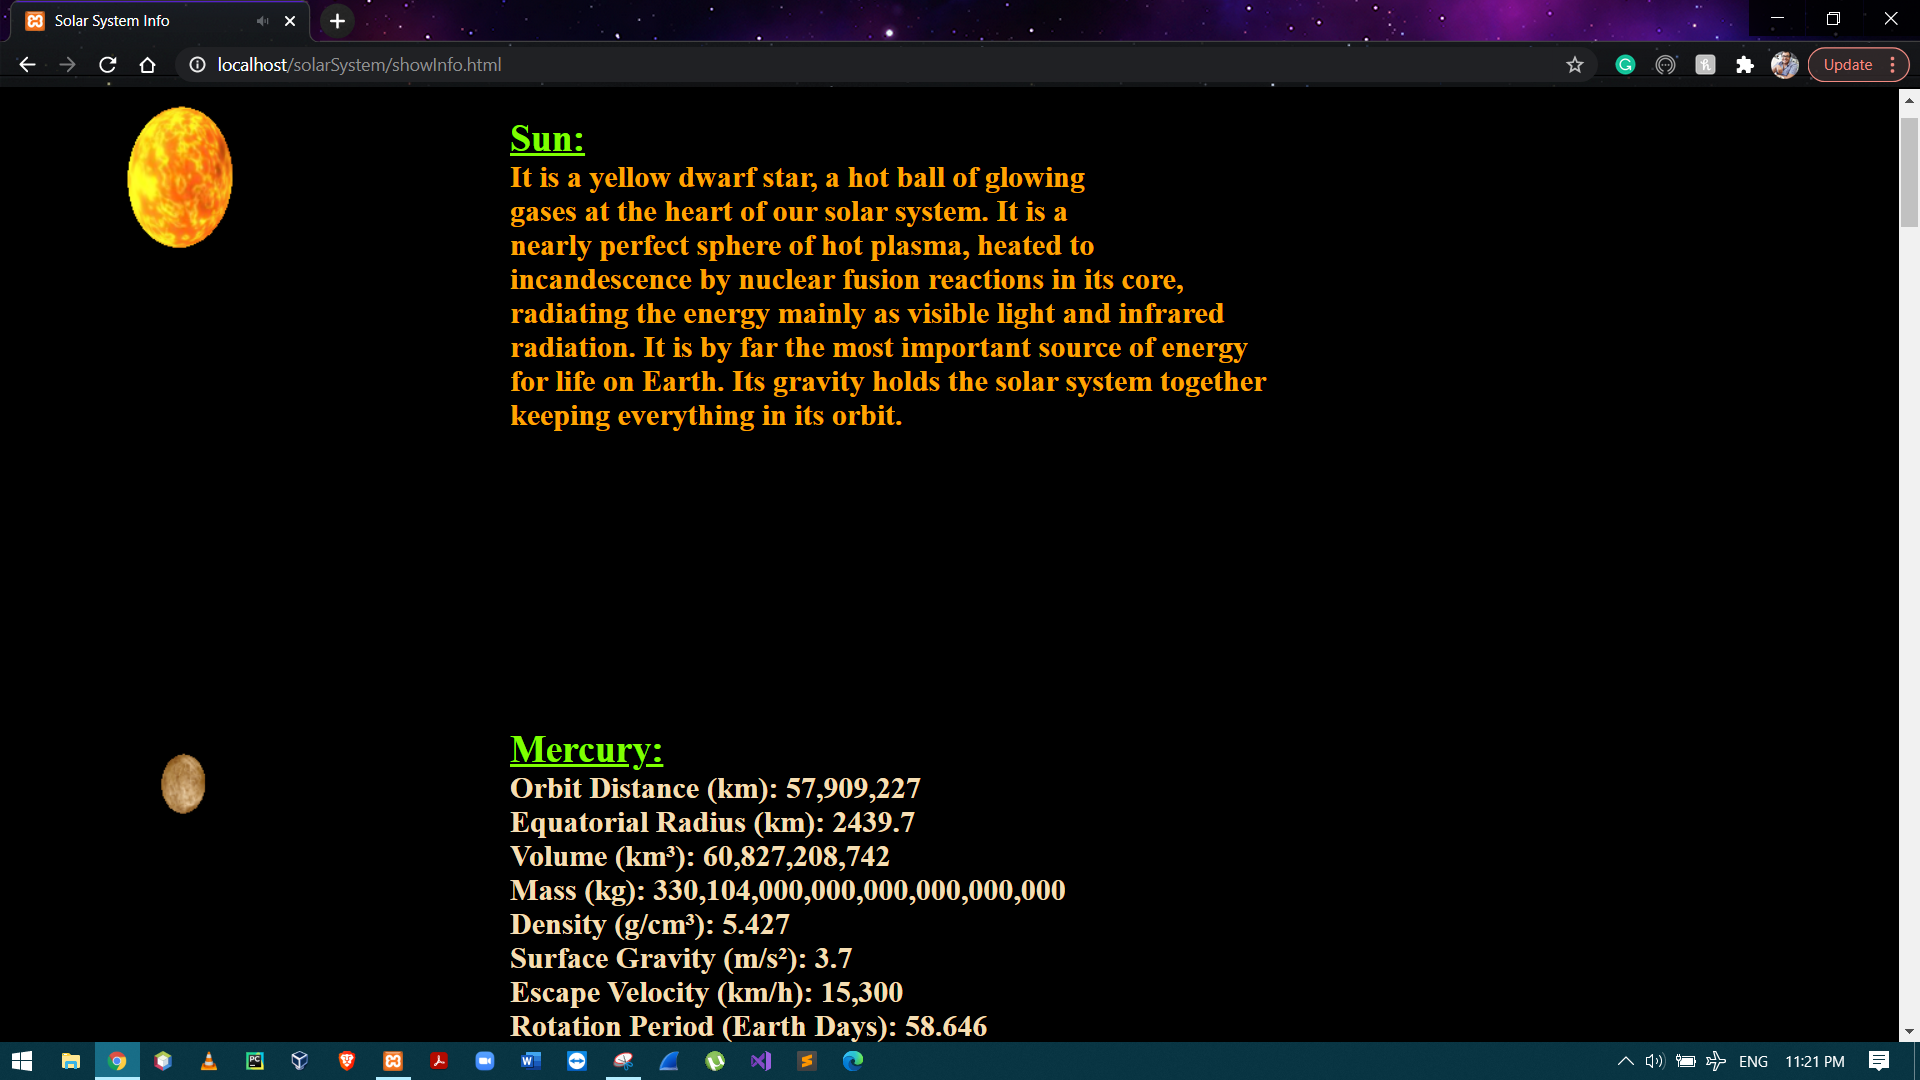 Solar System Info
localhost/solarSystem/showInfo.html
Update
Sun:
It is a yellow dwarf star, a hot ball of glowing
gases at the heart of our solar system. It is a
nearly perfect sphere of hot plasma, heated to
incandescence by nuclear fusion reactions in its core,
radiating the energy mainly as visible light and infrared
radiation. It is by far the most important source of energy
for life on Earth. Its gravity holds the solar system together
keeping everything in its orbit.
Mercury:
Orbit Distance (km): 57,909,227
Equatorial Radius (km): 2439.7
Volume (km³): 60,827,208,742
Mass (kg): 330,104,000,000,000,000,000,000
Density (g/cm³): 5.427
Surface Gravity (m/s²): 3.7
Escape Velocity (km/h): 15,300
Rotation Period (Earth Days): 58.646
ENG
11:21 PM